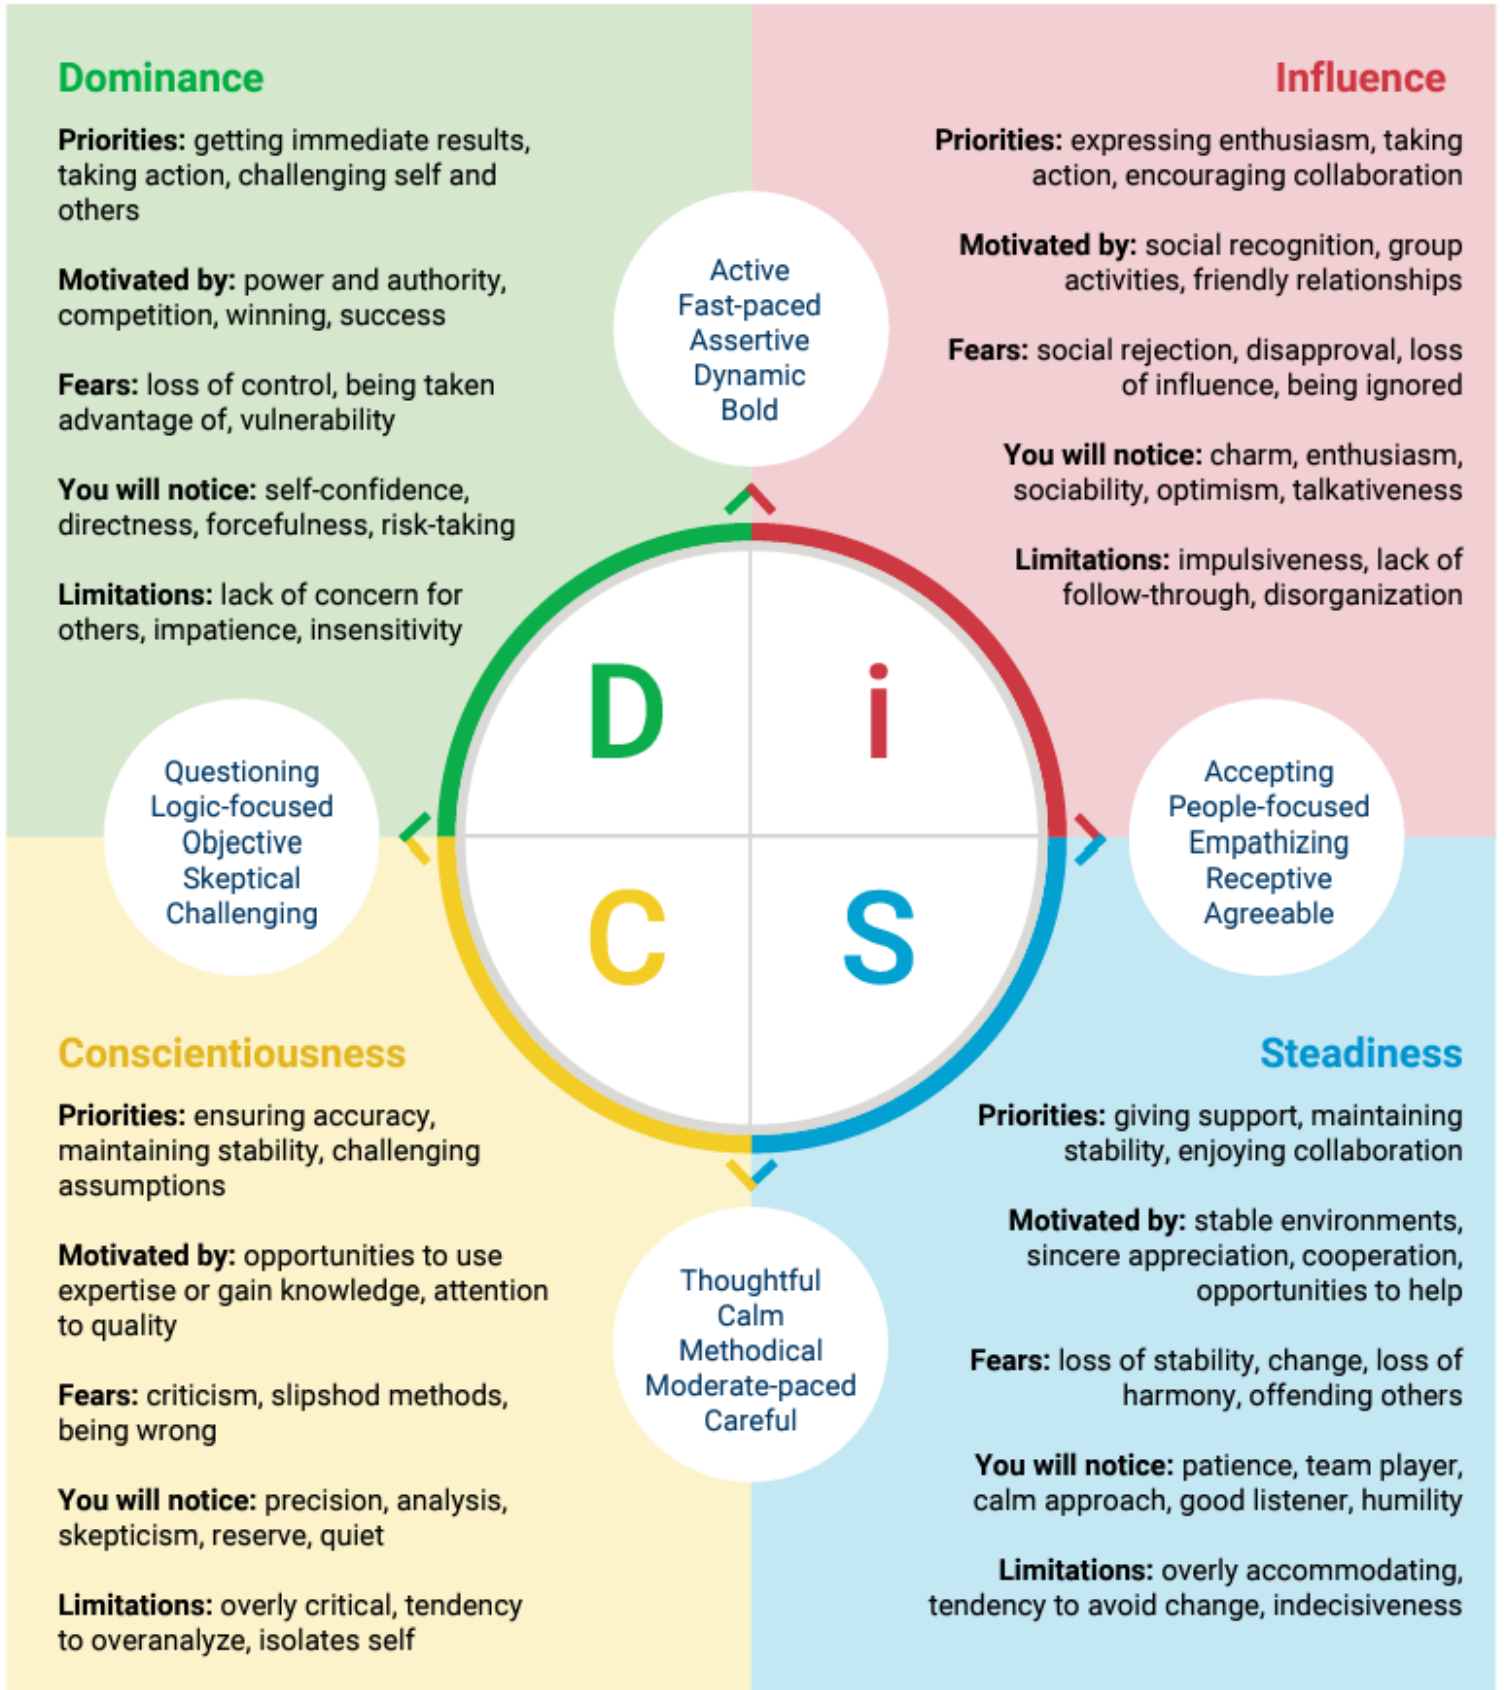 Dominance
Priorities: getting immediate results,
taking action, challenging self and
others
Motivated by: power and authority,
competition, winning, success
Fears: loss of control, being taken
advantage of, vulnerability
You will notice: self-confidence,
directness, forcefulness, risk-taking
Limitations: lack of concern for
others, impatience, insensitivity
Influence
Priorities: expressing enthusiasm, taking
action, encouraging collaboration
Motivated by: social recognition, group
activities, friendly relationships
Fears: social rejection, disapproval, loss
of influence, being ignored
You will notice: charm, enthusiasm,
sociability, optimism, talkativeness
Limitations: impulsiveness, lack of
follow-through, disorganization
Active
Fast-paced
Assertive
Dynamic
Bold
D
i
C
S
Questioning
Logic-focused
Objective
Skeptical
Challenging
Accepting
People-focused
Empathizing
Receptive
Agreeable
Conscientiousness
Priorities: ensuring accuracy,
maintaining stability, challenging
assumptions
Motivated by: opportunities to use
expertise or gain knowledge, attention
to quality
Fears: criticism, slipshod methods,
being wrong
You will notice: precision, analysis,
skepticism, reserve, quiet
Limitations: overly critical, tendency
to overanalyze, isolates self
Thoughtful
Calm
Methodical
Moderate-paced
Careful
Steadiness
Priorities: giving support, maintaining
stability, enjoying collaboration
Motivated by: stable environments,
sincere appreciation, cooperation,
opportunities to help
Fears: loss of stability, change, loss of
harmony, offending others
You will notice: patience, team player,
calm approach, good listener, humility
Limitations: overly accommodating,
tendency to avoid change, indecisiveness